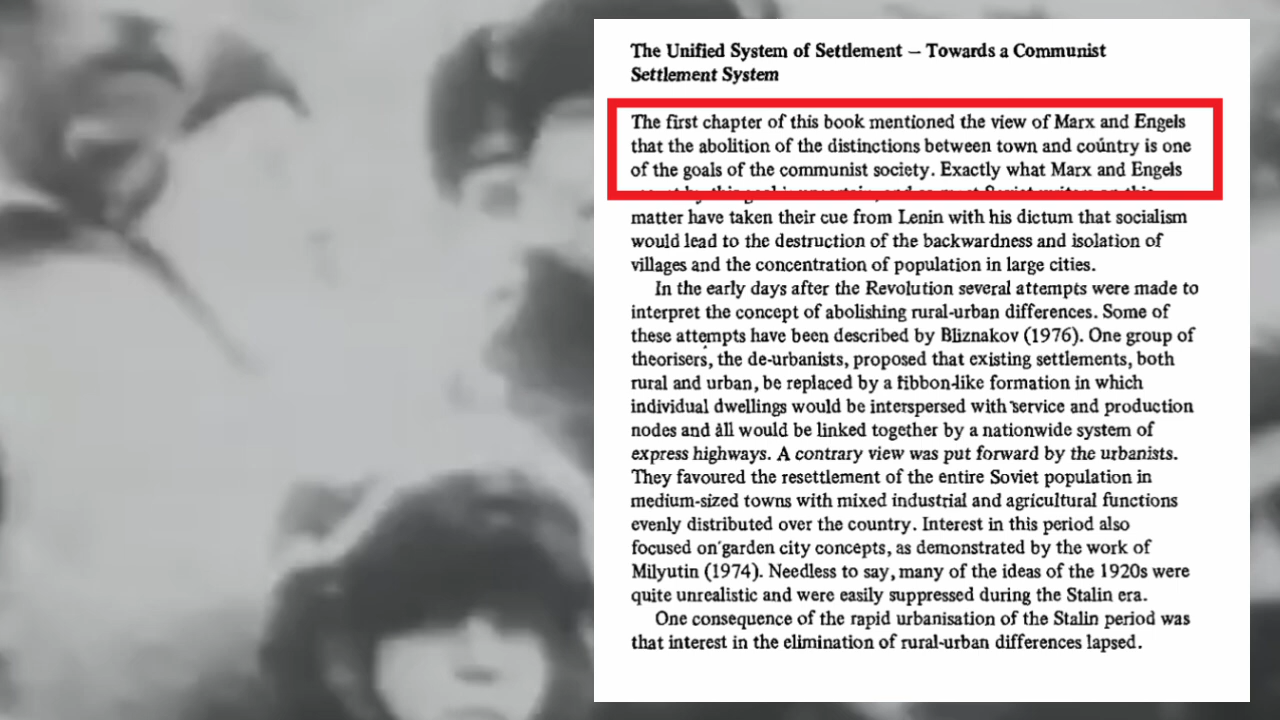 The Unified System of Settlement – Towards a Communist
Settlement System
The first chapter of this book mentioned the view of Marx and Engels
that the abolition of the distinctions between town and country is one
of the goals of the communist society. Exactly what Marx and Engels
matter have taken their cue from Lenin with his dictum that socialism
would lead to the destruction of the backwardness and isolation of
villages and the concentration of population in large cities.
In the early days after the Revolution several attempts were made to
interpret the concept of abolishing rural-urban differences. Some of
these attempts have been described by Bliznakov (1976). One group of
theorisers, the de-urbanists, proposed that existing settlements, both
rural and urban, be replaced by a ribbon-like formation in which
individual dwellings would be interspersed with service and production
nodes and all would be linked together by a nationwide system of
express highways. A contrary view was put forward by the urbanists.
They favoured the resettlement of the entire Soviet population in
medium-sized towns with mixed industrial and agricultural functions
evenly distributed over the country. Interest in this period also
focused on garden city concepts, as demonstrated by the work of
Milyutin (1974). Needless to say, many of the ideas of the 1920s were
quite unrealistic and were easily suppressed during the Stalin era.
One consequence of the rapid urbanisation of the Stalin period was
that interest in the elimination of rural-urban differences lapsed.